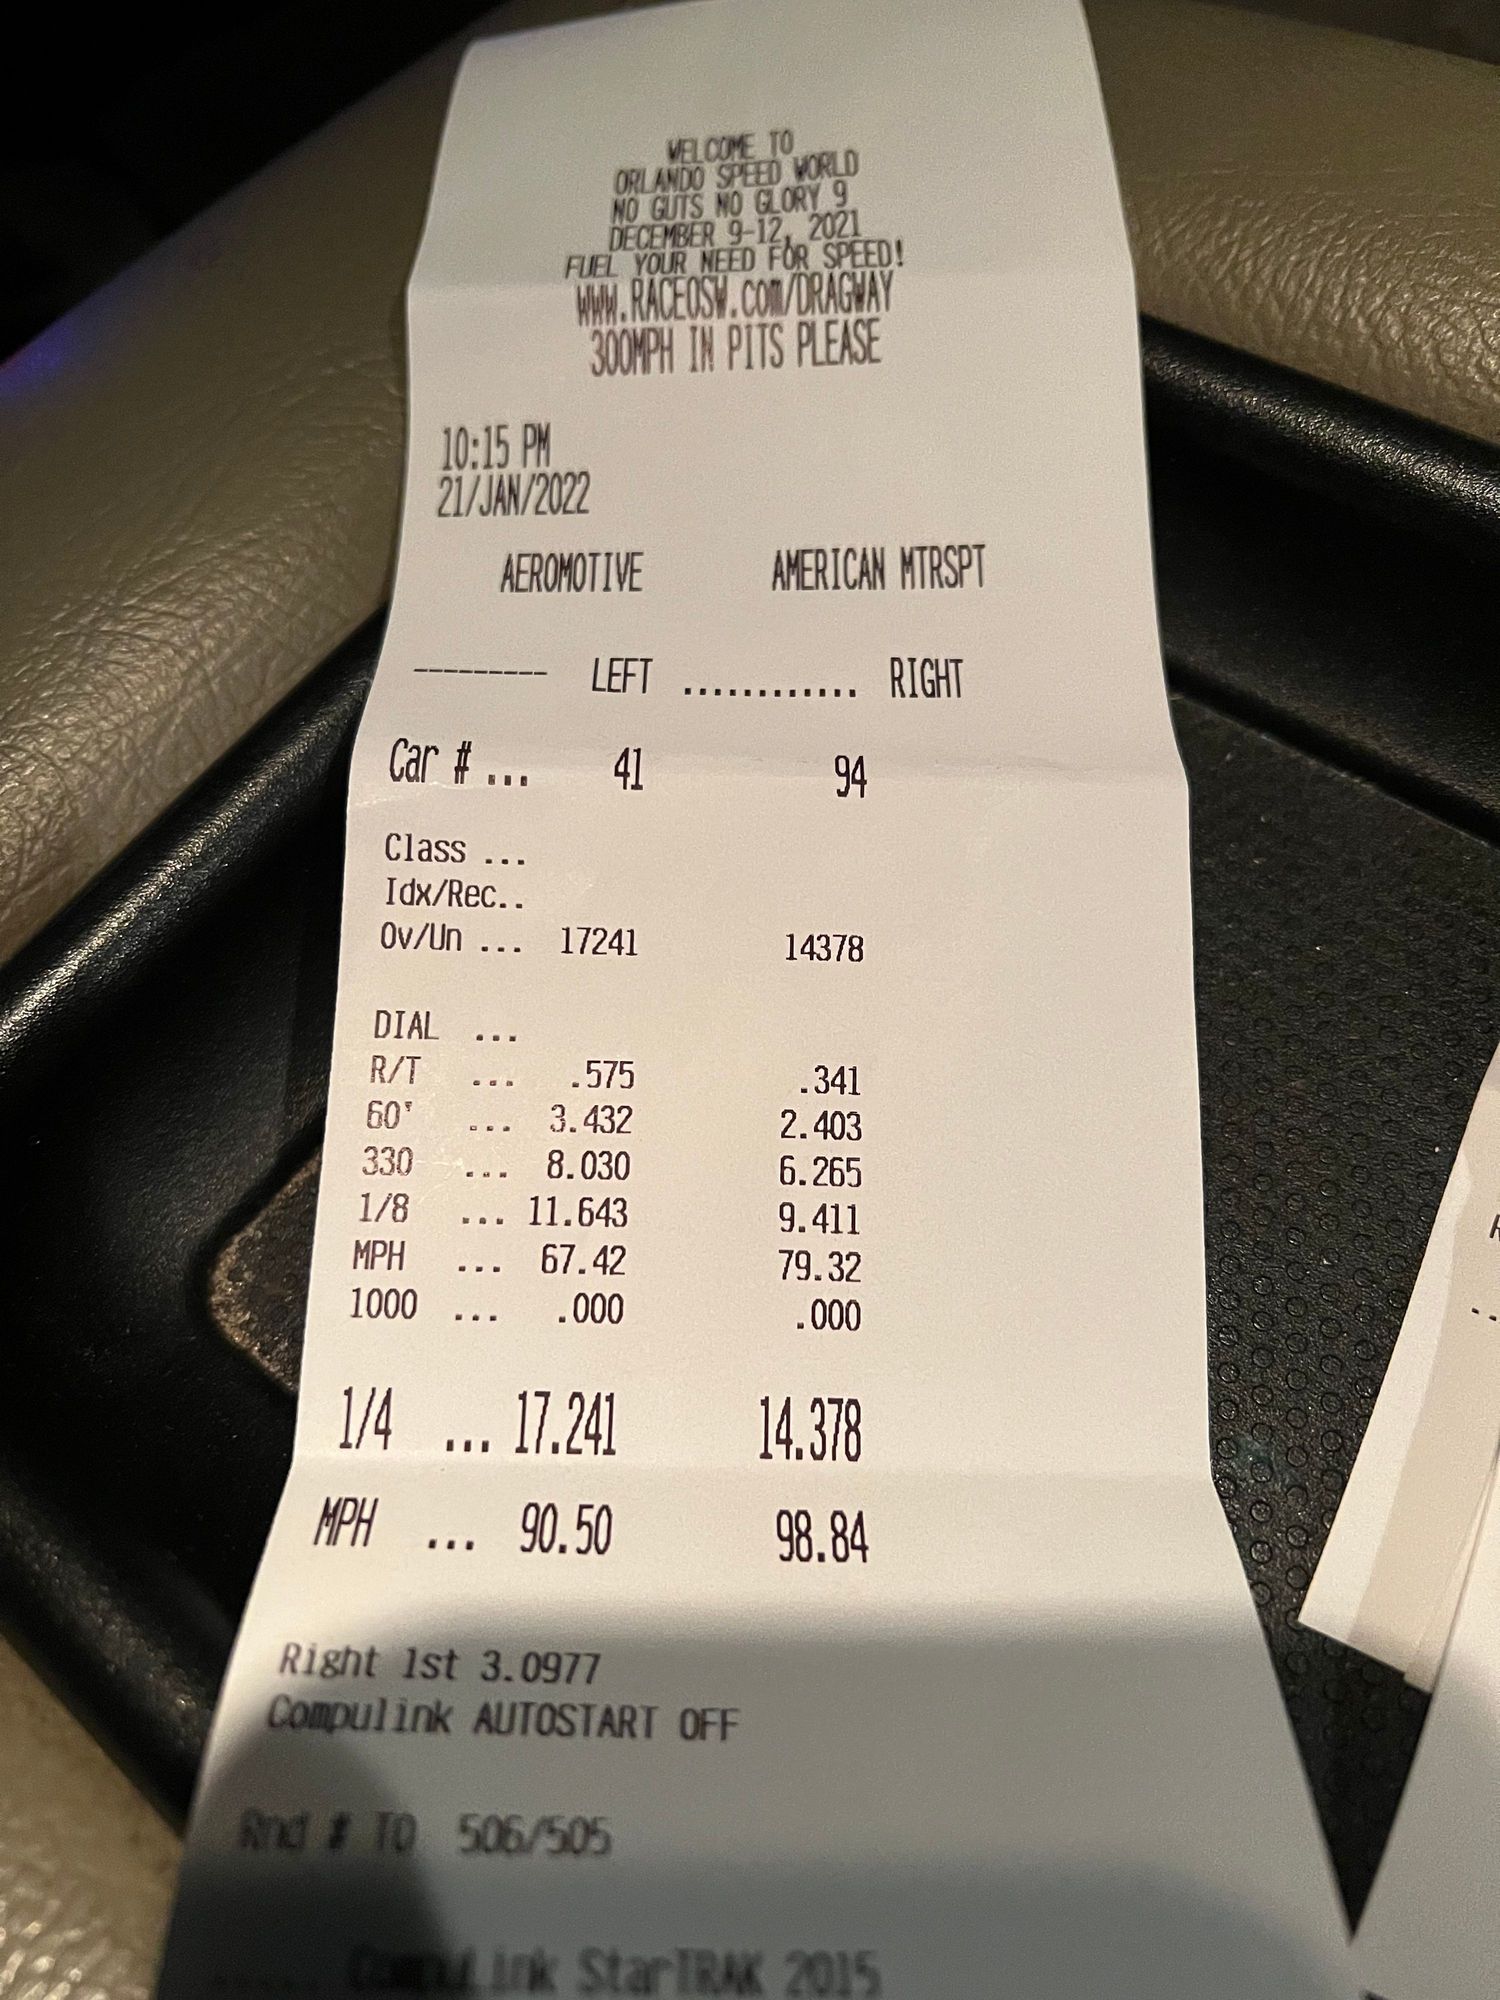 WELCOME TO
ORLANDO SPEED WORLD
NO GUTS NO GLORY 9
DECEMBER 9-12, 2021
FUEL YOUR NEED FOR SPEED!
WWW.RACEOSW.com/DRAGWAY
300MPH IN PITS PLEASE
10:15 PM
21/JAN/2022
AEROMOTIVE AMERICAN MTRSPT
--------- LEFT ............ RIGHT
Car # ... 41 94
Class ...
Idx/Rec..
Ov/Un ... 17241 14378
DIAL ...
R/T ... .575 .341
60' ... 3.432 2.403
330 ... 8.030 6.265
1/8 ... 11.643 9.411
MPH ... 67.42 79.32
1000 ... .000 .000
1/4 ... 17.241 14.378
MPH ... 90.50 98.84
Right 1st 3.0977
Compulink AUTOSTART OFF
Rnd # TO 506/505
CompuLink StarTRAK 2015